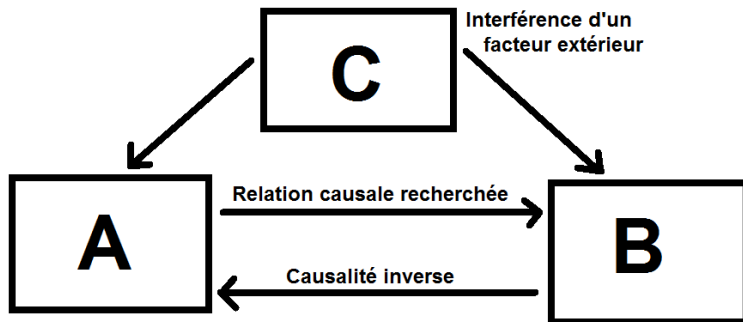 Interférence d'un
facteur extérieur
C
Relation causale recherchée
A
B
Causalité inverse